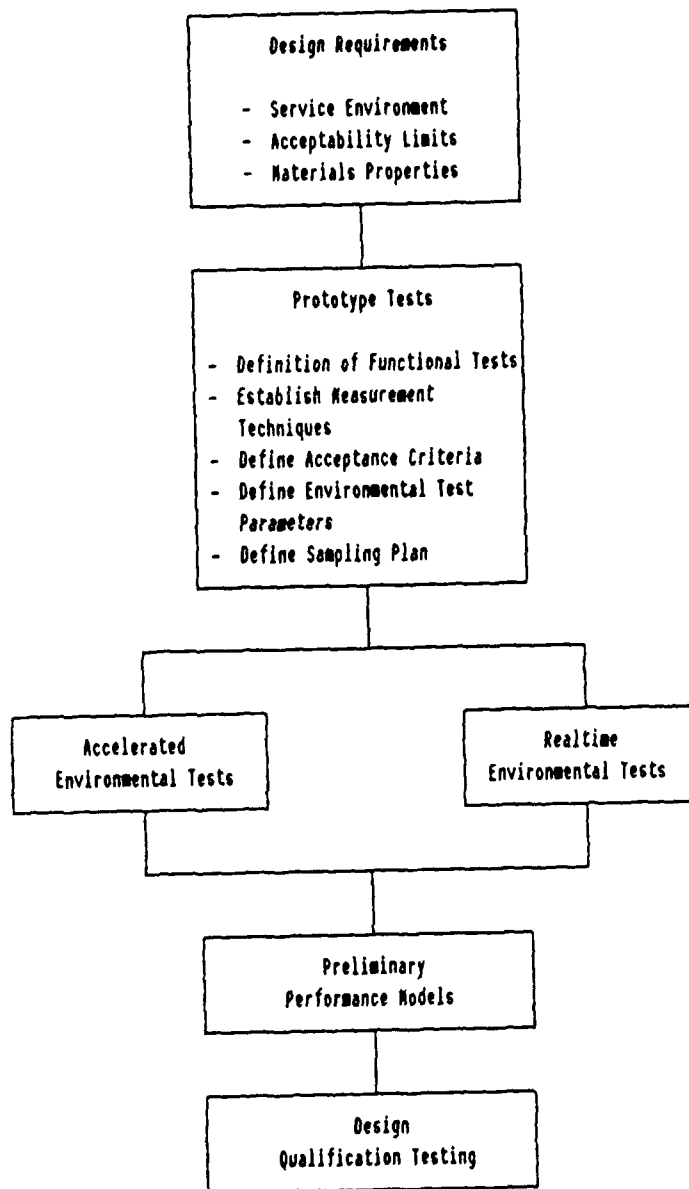 Design Requirements
- Service Environment
- Acceptability Limits
- Materials Properties
Prototype Tests
- Definition of Functional Tests
- Establish Measurement
Techniques
- Define Acceptance Criteria
- Define Environmental Test
Parameters
- Define Sampling Plan
Accelerated
Environmental Tests
Realtime
Environmental Tests
Preliminary
Performance Models
Design
Qualification Testing